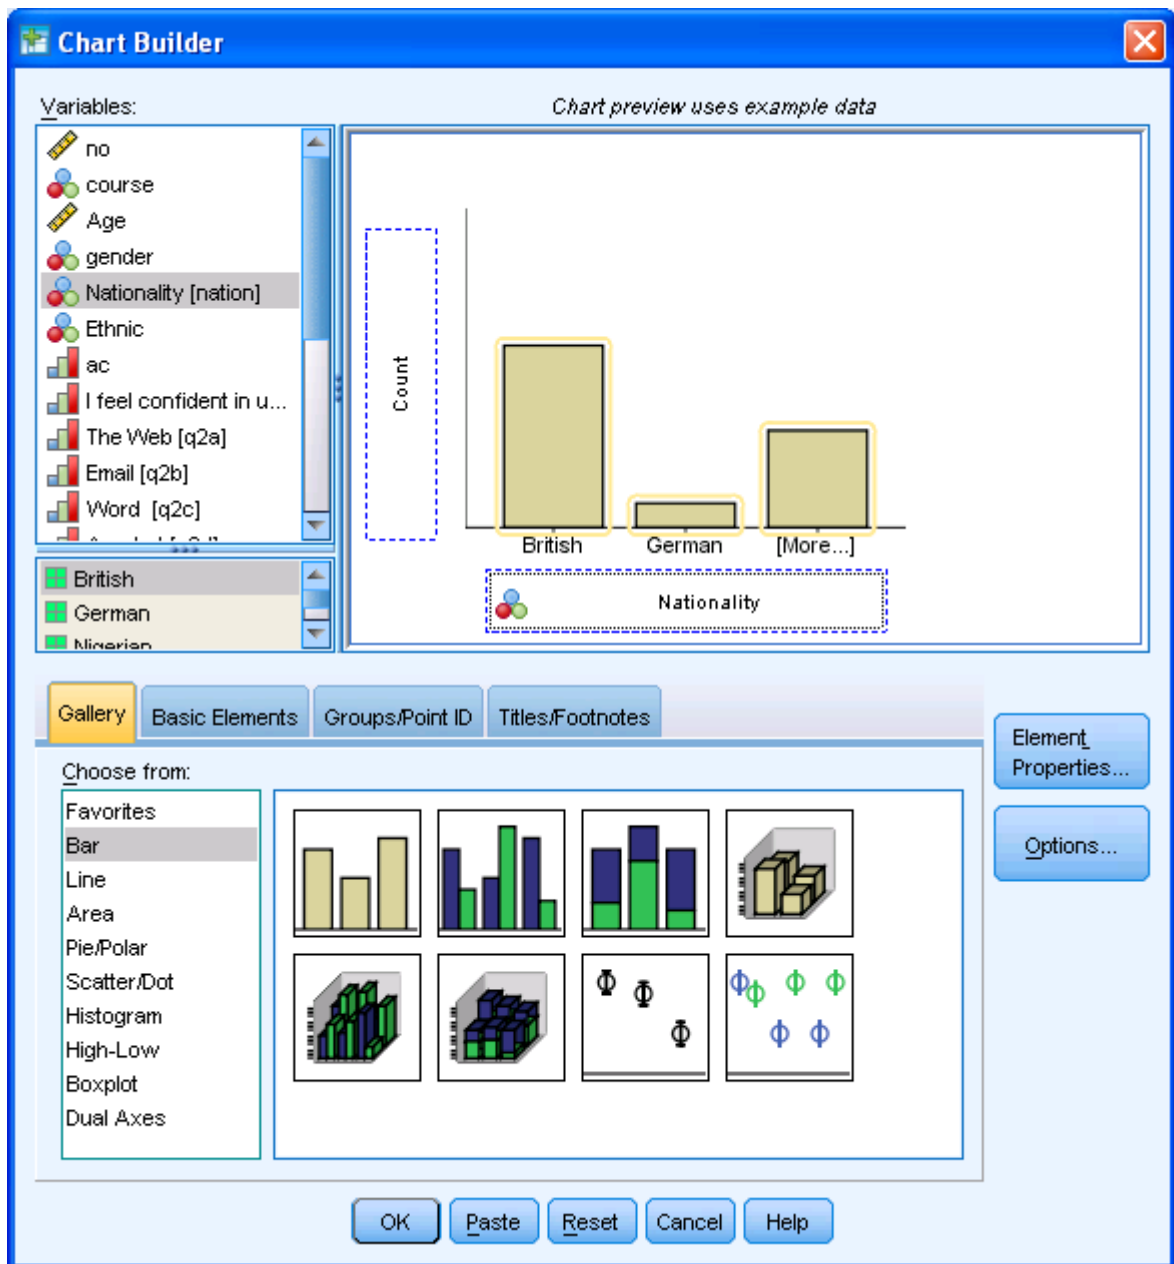 Chart Builder
Variables:
Chart preview uses example data
no
course
Age
gender
Nationality [nation]
Ethnic
ac
I feel confident in u...
The Web [q2a]
Email [q2b]
Word [q2c]
Count
British
German
[More...]
Nationality
British
German
Nigerian
Gallery
Basic Elements
Groups/Point ID
Titles/Footnotes
Element
Properties...
Options...
Choose from:
Favorites
Bar
Line
Area
Pie/Polar
Scatter/Dot
Histogram
High-Low
Boxplot
Dual Axes
OK
Paste
Reset
Cancel
Help